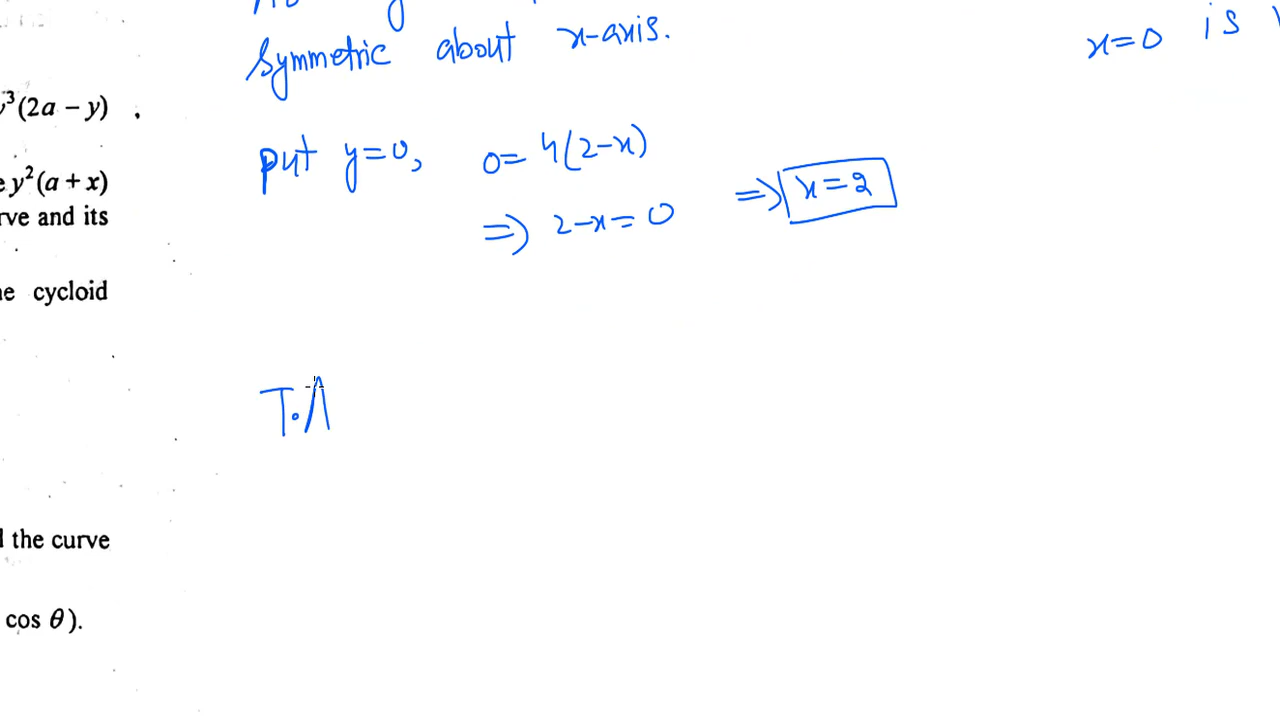 symmetric about x-axis.
x=0 is
³(2a − y) .
put y=0, 0= 4(2-x)
⇒ 2-x= 0 ⇒ x=2
y²(a + x)
and its
cycloid
T.A
the curve
cos θ).